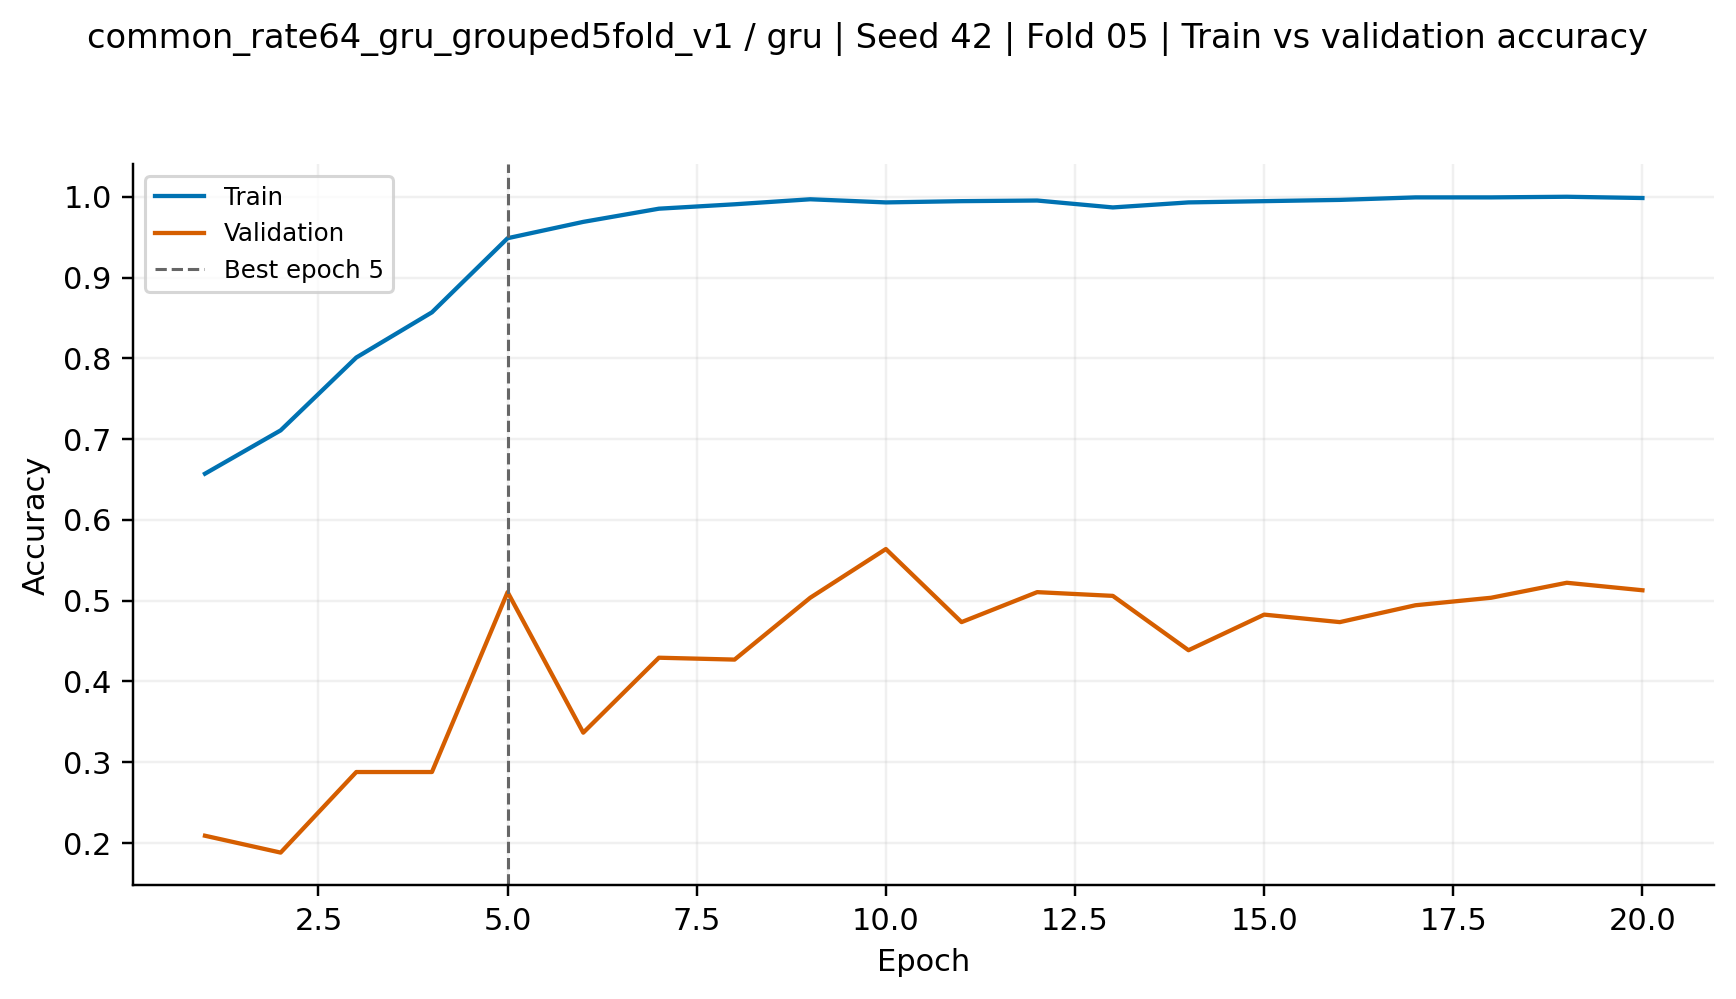 common_rate64_gru_grouped5fold_v1 / gru | Seed 42 | Fold 05 | Train vs validation accuracy
Train
Validation
Best epoch 5
1.0
0.9
0.8
0.7
0.6
0.5
0.4
0.3
0.2
Accuracy
2.5 5.0 7.5 10.0 12.5 15.0 17.5 20.0
Epoch